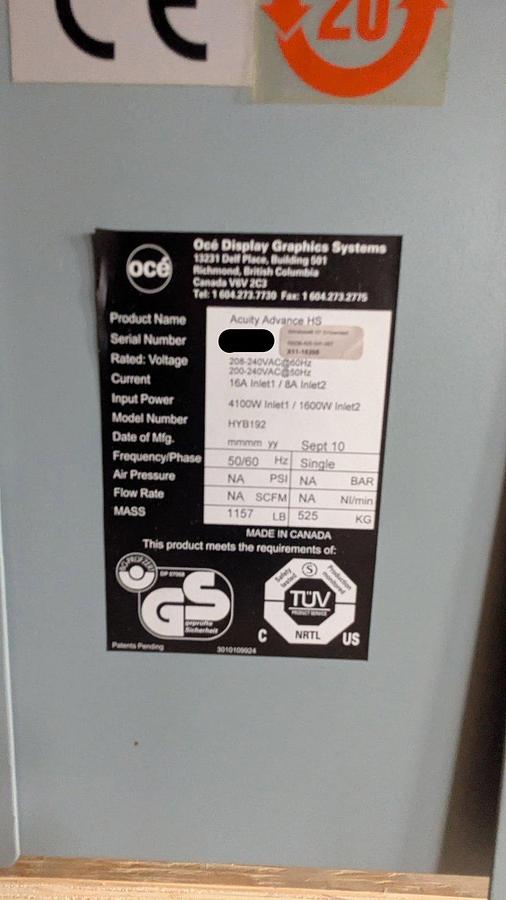 CE
20
océ
Océ Display Graphics Systems
13231 Delf Place, Building 501
Richmond, British Columbia
Canada V6V 2C3
Tel: 1 604.273.7730 Fax: 1 604.273.2775
Product Name Acuity Advance HS
Serial Number
Rated: Voltage 208-240VAC@60Hz
200-240VAC@50Hz
Current 16A Inlet1 / 8A Inlet2
Input Power 4100W Inlet1 / 1600W Inlet2
Model Number HYB192
Date of Mfg. mmmm yy Sept 10
Frequency/Phase 50/60 Hz Single
Air Pressure NA PSI NA BAR
Flow Rate NA SCFM NA Nl/min
MASS 1157 LB 525 KG
MADE IN CANADA
This product meets the requirements of:
GS
geprüfte
Sicherheit
Safety tested
S
Production monitored
TÜV
PRODUCT SERVICE
C NRTL US
Patents Pending 3010109924